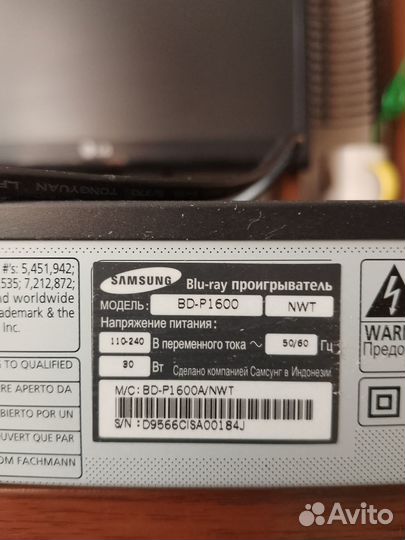 TONGYUAN
#'s: 5,451,942;
535; 7,212,872;
nd worldwide
ademark & the
Inc.
SAMSUNG
Blu-ray проигрыватель
МОДЕЛЬ: BD-P1600 NWT
Напряжение питания:
110-240 В переменного тока ~ 50/60 Гц
30 Вт Сделано компанией Самсунг в Индонезии
M/C: BD-P1600A/NWT
S/N: D9566CISA00184J
WARN
Предо
TO QUALIFIED
RE APERTO DA
BIERTO POR UN
UVERT QUE PAR
OM FACHMANN
Avito